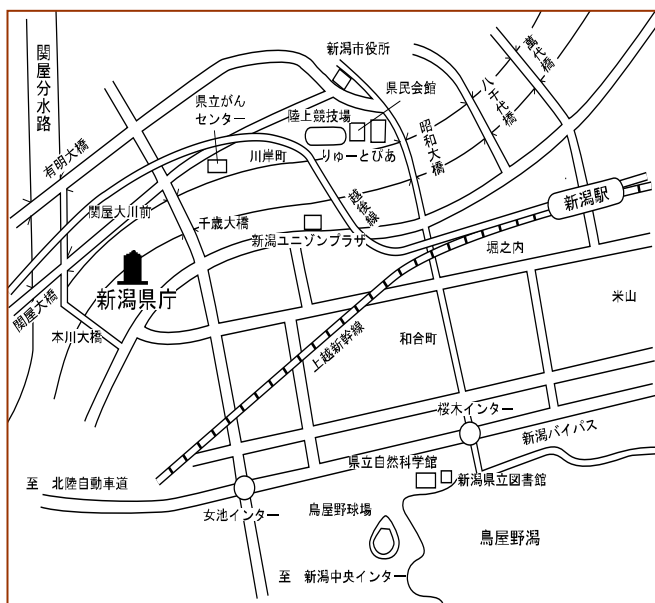 関屋分水路
新潟市役所
萬代橋
県民会館
八千代橋
県立がん
センター
陸上競技場
昭和大橋
有明大橋
川岸町
りゅーとぴあ
越後線
新潟駅
関屋大川前
千歳大橋
新潟ユニゾンプラザ
堀之内
新潟県庁
米山
関屋大橋
本川大橋
上越新幹線
和合町
桜木インター
新潟バイパス
県立自然科学館
新潟県立図書館
至 北陸自動車道
女池インター
鳥屋野球場
鳥屋野潟
至 新潟中央インター